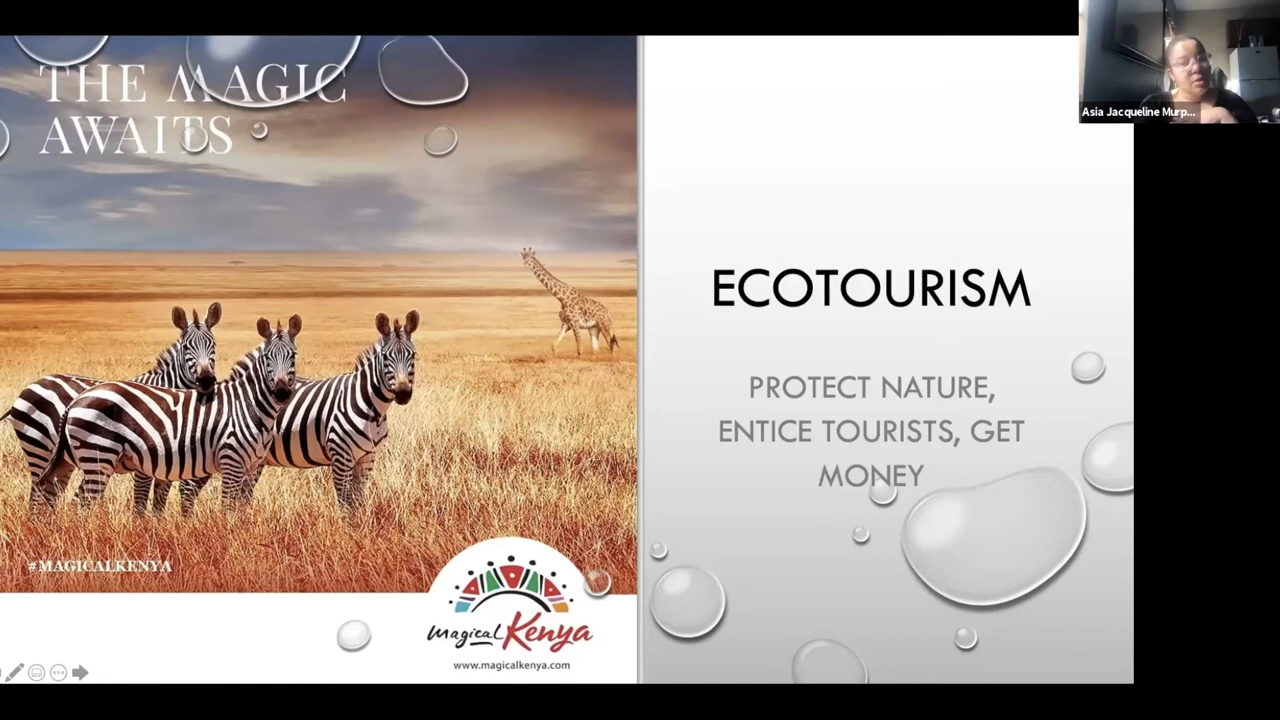 THE MAGIC
AWAITS
#MAGICALKENYA
magical Kenya
www.magicalkenya.com
ECOTOURISM
PROTECT NATURE,
ENTICE TOURISTS, GET
MONEY
Asia Jacqueline Murp...